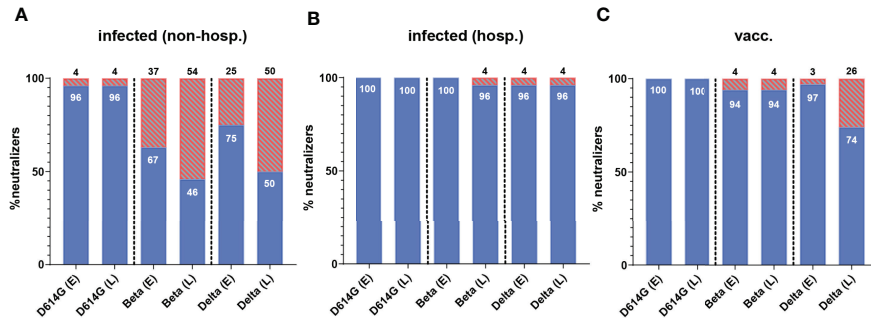 A
infected (non-hosp.)
4 4 37 54 25 50
96 96 67 46 75 50
% neutralizers
100
50
0
D614G (E) D614G (L) Beta (E) Beta (L) Delta (E) Delta (L)
B
infected (hosp.)
4 4 4
100 100 100 96 96 96
% neutralizers
100
50
0
D614G (E) D614G (L) Beta (E) Beta (L) Delta (E) Delta (L)
C
vacc.
4 4 3 26
100 100 94 94 97 74
% neutralizers
100
50
0
D614G (E) D614G (L) Beta (E) Beta (L) Delta (E) Delta (L)